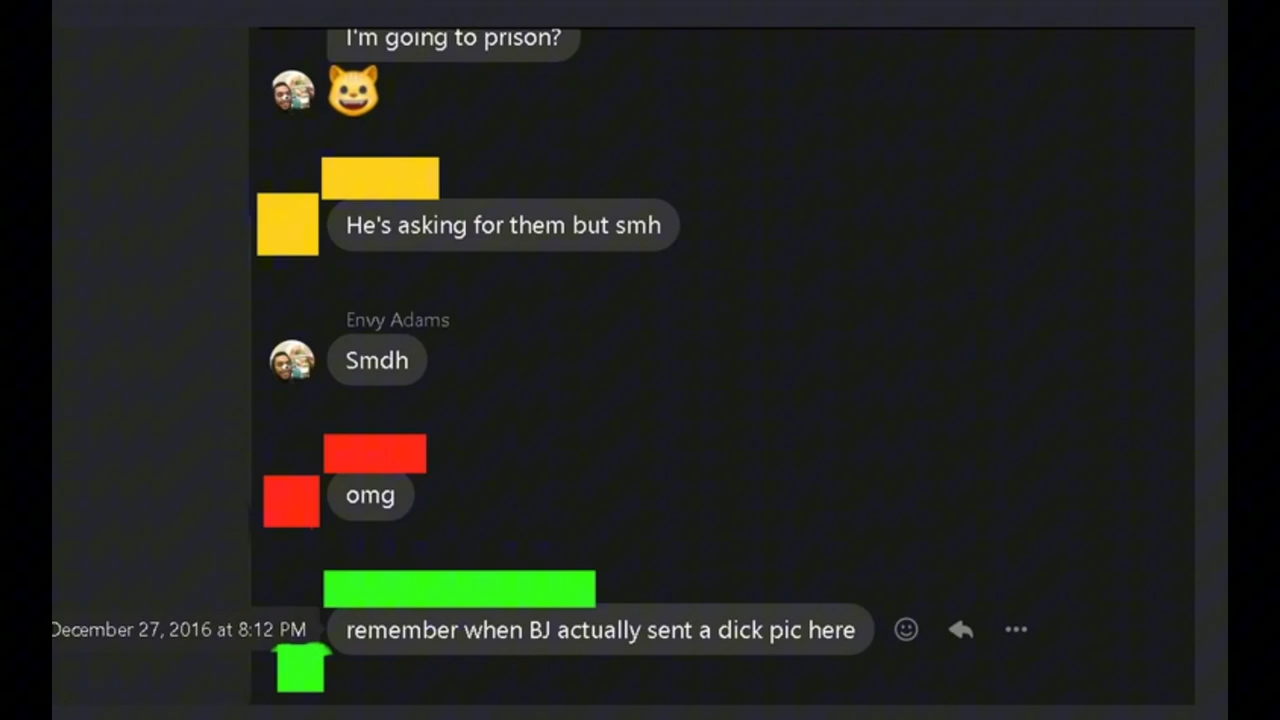 I'm going to prison?
He's asking for them but smh
Envy Adams
Smdh
omg
December 27, 2016 at 8:12 PM
remember when BJ actually sent a dick pic here